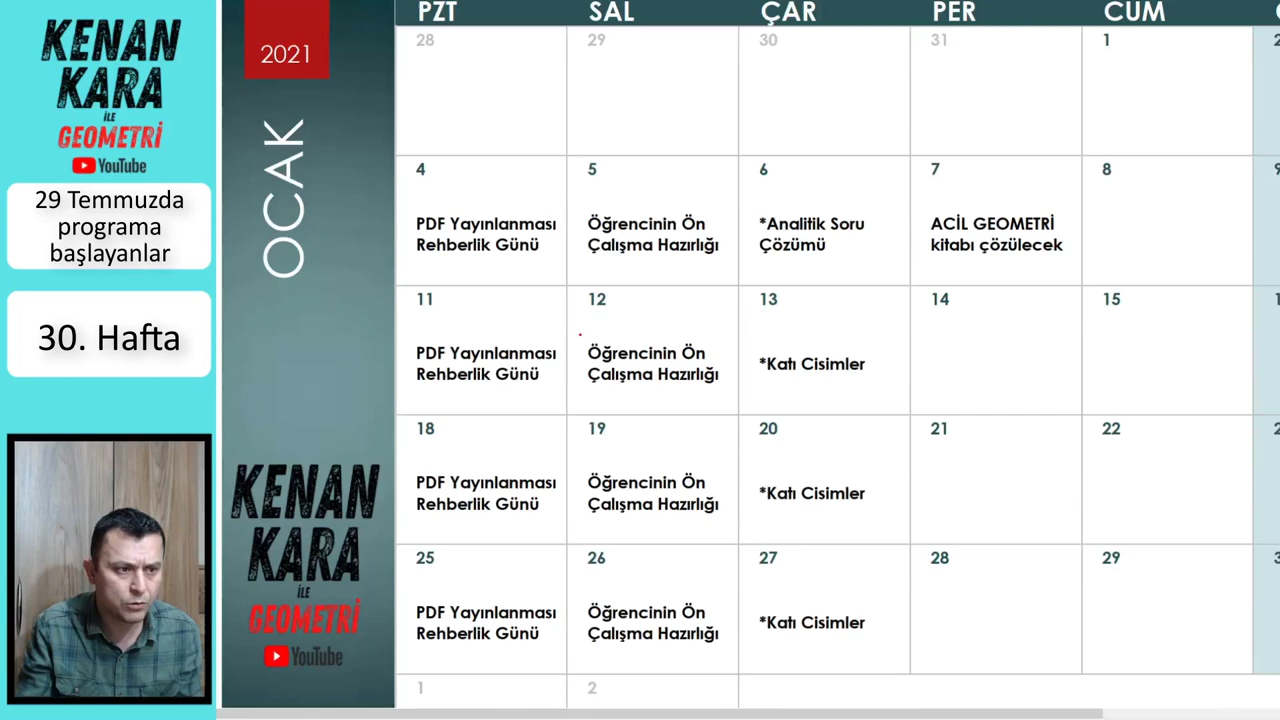 KENAN
KARA
İLE
GEOMETRİ
YouTube
29 Temmuzda
programa
başlayanlar
30. Hafta
2021
OCAK
KENAN
KARA
İLE
GEOMETRİ
YouTube
PZT SAL ÇAR PER CUM
28 29 30 31 1
4 5 6 7 8
PDF Yayınlanması Öğrencinin Ön *Analitik Soru ACİL GEOMETRİ
Rehberlik Günü Çalışma Hazırlığı Çözümü kitabı çözülecek
11 12 13 14 15
PDF Yayınlanması Öğrencinin Ön
*Katı Cisimler
Rehberlik Günü Çalışma Hazırlığı
18 19 20 21 22
PDF Yayınlanması Öğrencinin Ön
*Katı Cisimler
Rehberlik Günü Çalışma Hazırlığı
25 26 27 28 29
PDF Yayınlanması Öğrencinin Ön
*Katı Cisimler
Rehberlik Günü Çalışma Hazırlığı
1 2